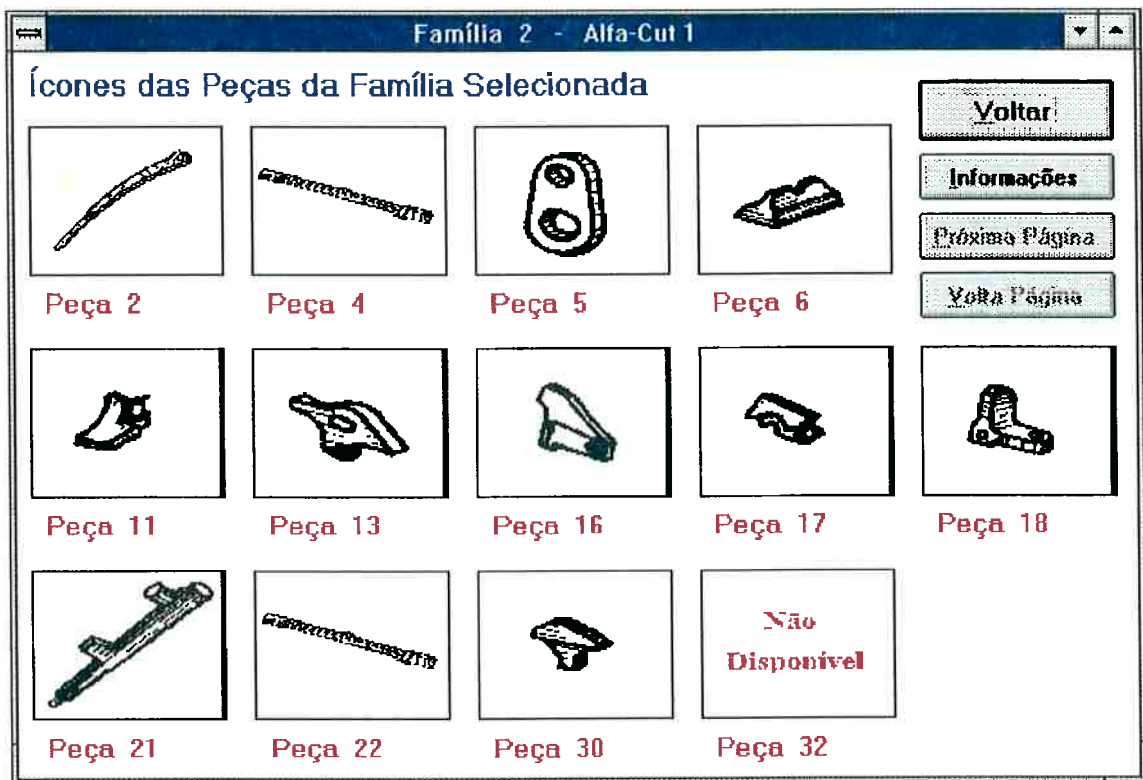 Família 2 - Alfa-Cut 1
Ícones das Peças da Família Selecionada
Voltar
Informações
Próxima Página
Volta Página
Peça 2 Peça 4 Peça 5 Peça 6
Peça 11 Peça 13 Peça 16 Peça 17 Peça 18
Não
Disponível
Peça 21 Peça 22 Peça 30 Peça 32